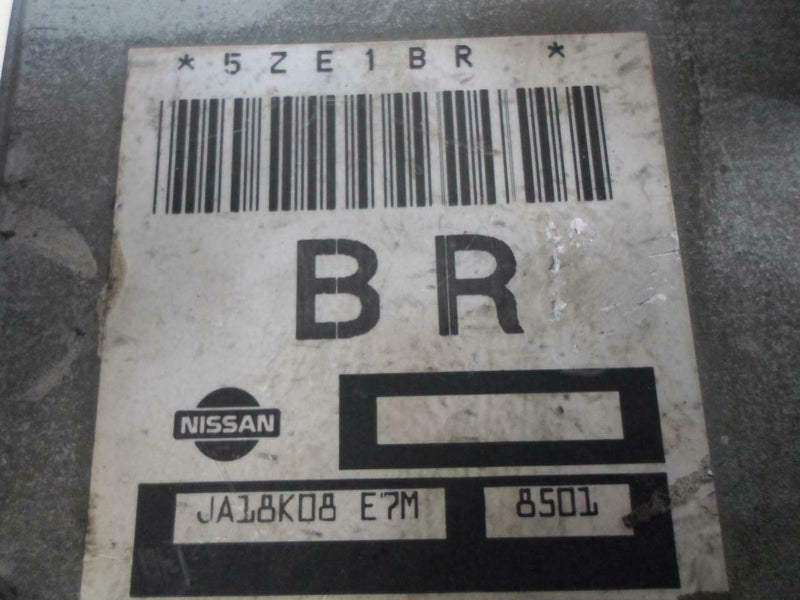 *5ZE1BR *
BR
NISSAN
JA18K08 E7M 8501